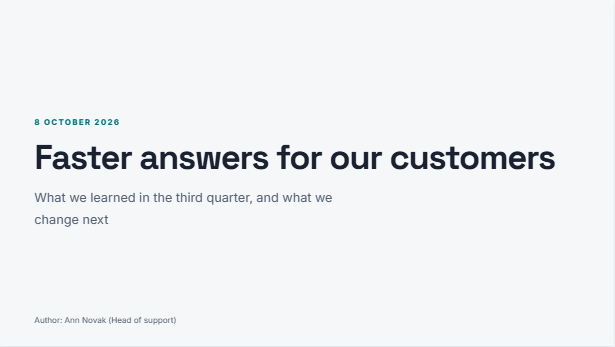 8 OCTOBER 2026
Faster answers for our customers
What we learned in the third quarter, and what we
change next
Author: Ann Novak (Head of support)